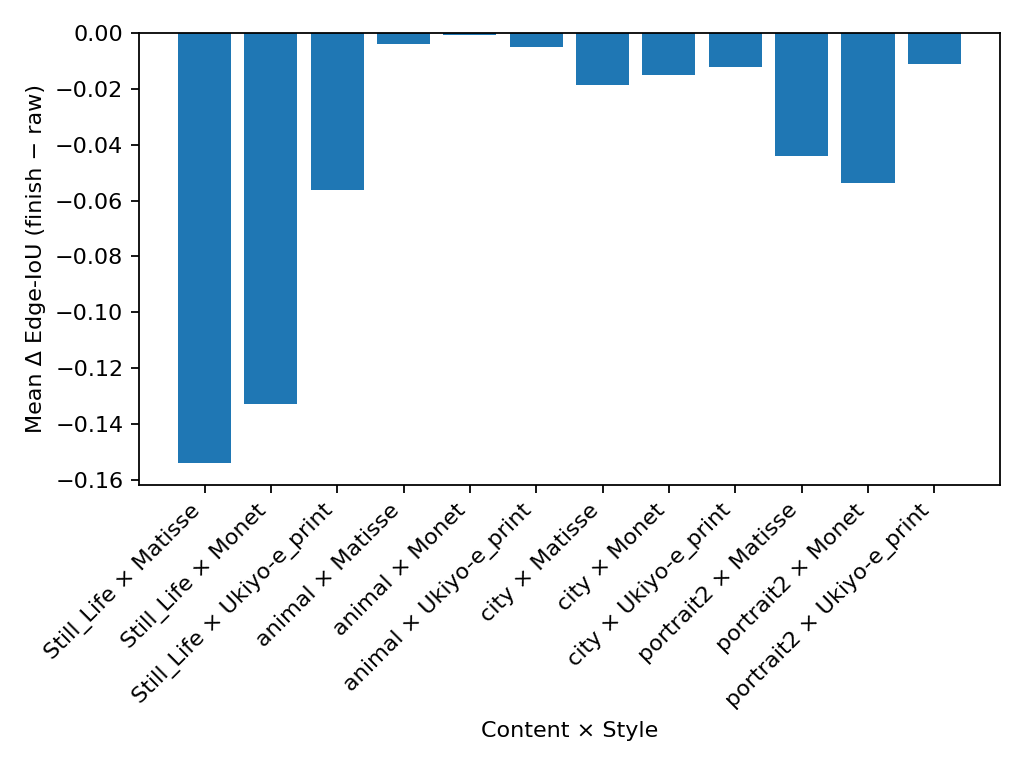 0.00
−0.02
−0.04
−0.06
−0.08
−0.10
−0.12
−0.14
−0.16
Mean Δ Edge-IoU (finish − raw)
Still_Life × Matisse
Still_Life × Monet
Still_Life × Ukiyo-e_print
animal × Matisse
animal × Monet
animal × Ukiyo-e_print
city × Matisse
city × Monet
city × Ukiyo-e_print
portrait2 × Matisse
portrait2 × Monet
portrait2 × Ukiyo-e_print
Content × Style